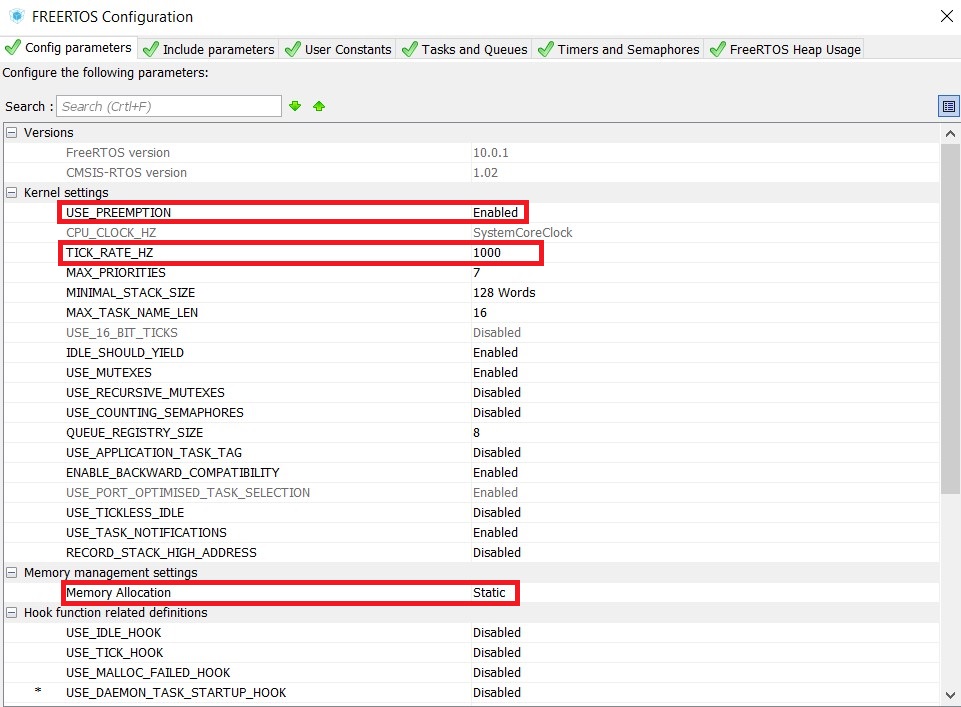 FREERTOS Configuration
Config parameters Include parameters User Constants Tasks and Queues Timers and Semaphores FreeRTOS Heap Usage
Configure the following parameters:
Search : Search (Crtl+F)
Versions
FreeRTOS version 10.0.1
CMSIS-RTOS version 1.02
Kernel settings
USE_PREEMPTION Enabled
CPU_CLOCK_HZ SystemCoreClock
TICK_RATE_HZ 1000
MAX_PRIORITIES 7
MINIMAL_STACK_SIZE 128 Words
MAX_TASK_NAME_LEN 16
USE_16_BIT_TICKS Disabled
IDLE_SHOULD_YIELD Enabled
USE_MUTEXES Enabled
USE_RECURSIVE_MUTEXES Disabled
USE_COUNTING_SEMAPHORES Disabled
QUEUE_REGISTRY_SIZE 8
USE_APPLICATION_TASK_TAG Disabled
ENABLE_BACKWARD_COMPATIBILITY Enabled
USE_PORT_OPTIMISED_TASK_SELECTION Enabled
USE_TICKLESS_IDLE Disabled
USE_TASK_NOTIFICATIONS Enabled
RECORD_STACK_HIGH_ADDRESS Disabled
Memory management settings
Memory Allocation Static
Hook function related definitions
USE_IDLE_HOOK Disabled
USE_TICK_HOOK Disabled
USE_MALLOC_FAILED_HOOK Disabled
* USE_DAEMON_TASK_STARTUP_HOOK Disabled